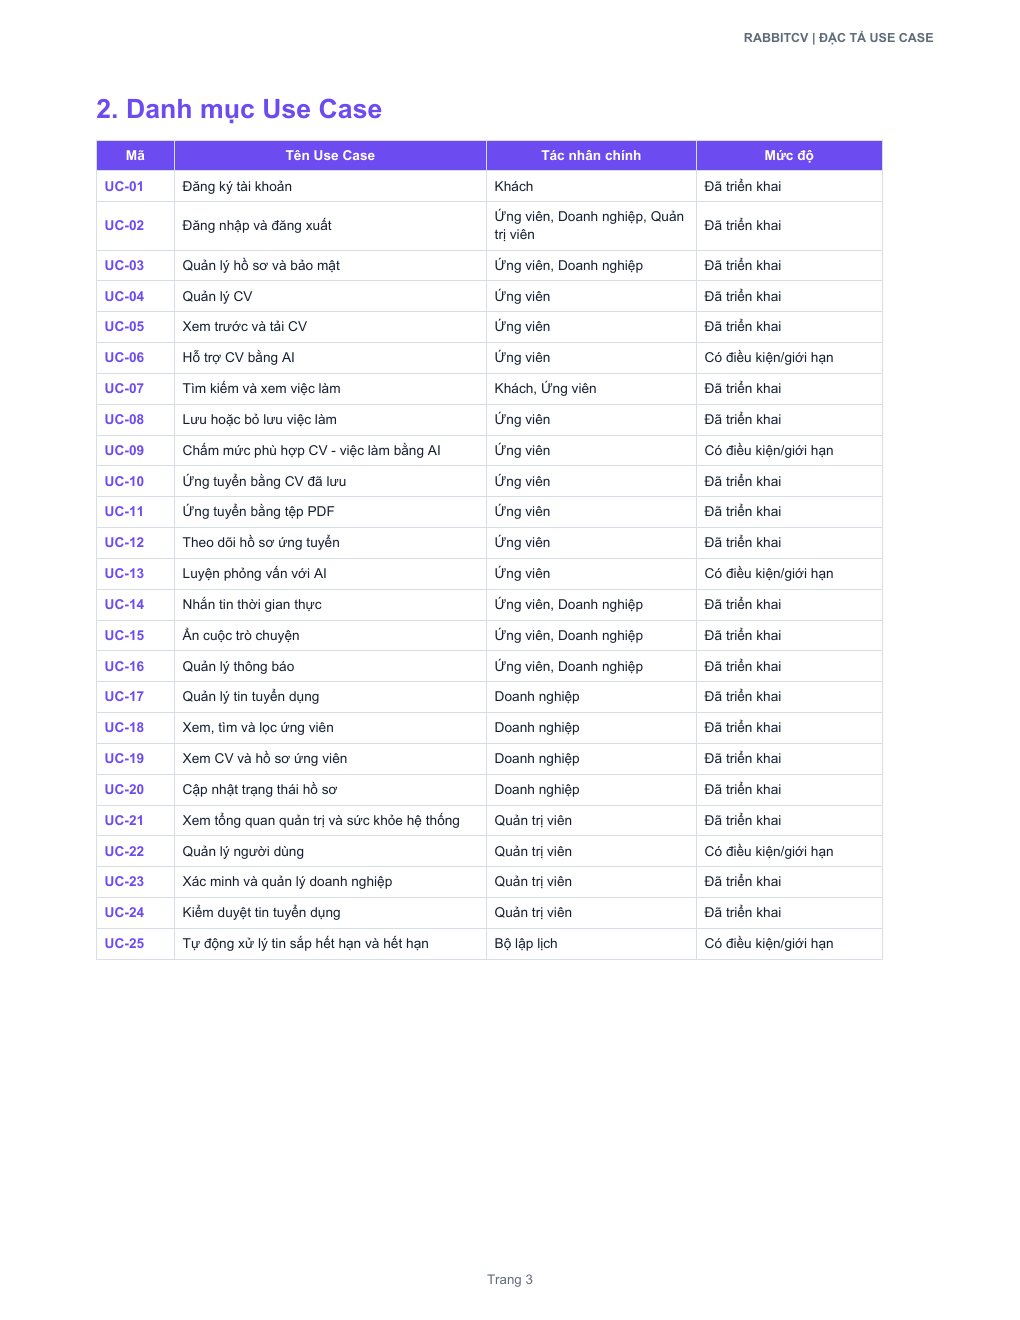 RABBITCV | ĐẶC TẢ USE CASE
2. Danh mục Use Case
Mã Tên Use Case Tác nhân chính Mức độ
UC-01 Đăng ký tài khoản Khách Đã triển khai
UC-02 Đăng nhập và đăng xuất Ứng viên, Doanh nghiệp, Quản
trị viên Đã triển khai
UC-03 Quản lý hồ sơ và bảo mật Ứng viên, Doanh nghiệp Đã triển khai
UC-04 Quản lý CV Ứng viên Đã triển khai
UC-05 Xem trước và tải CV Ứng viên Đã triển khai
UC-06 Hỗ trợ CV bằng AI Ứng viên Có điều kiện/giới hạn
UC-07 Tìm kiếm và xem việc làm Khách, Ứng viên Đã triển khai
UC-08 Lưu hoặc bỏ lưu việc làm Ứng viên Đã triển khai
UC-09 Chấm mức phù hợp CV - việc làm bằng AI Ứng viên Có điều kiện/giới hạn
UC-10 Ứng tuyển bằng CV đã lưu Ứng viên Đã triển khai
UC-11 Ứng tuyển bằng tệp PDF Ứng viên Đã triển khai
UC-12 Theo dõi hồ sơ ứng tuyển Ứng viên Đã triển khai
UC-13 Luyện phỏng vấn với AI Ứng viên Có điều kiện/giới hạn
UC-14 Nhắn tin thời gian thực Ứng viên, Doanh nghiệp Đã triển khai
UC-15 Ẩn cuộc trò chuyện Ứng viên, Doanh nghiệp Đã triển khai
UC-16 Quản lý thông báo Ứng viên, Doanh nghiệp Đã triển khai
UC-17 Quản lý tin tuyển dụng Doanh nghiệp Đã triển khai
UC-18 Xem, tìm và lọc ứng viên Doanh nghiệp Đã triển khai
UC-19 Xem CV và hồ sơ ứng viên Doanh nghiệp Đã triển khai
UC-20 Cập nhật trạng thái hồ sơ Doanh nghiệp Đã triển khai
UC-21 Xem tổng quan quản trị và sức khỏe hệ thống Quản trị viên Đã triển khai
UC-22 Quản lý người dùng Quản trị viên Có điều kiện/giới hạn
UC-23 Xác minh và quản lý doanh nghiệp Quản trị viên Đã triển khai
UC-24 Kiểm duyệt tin tuyển dụng Quản trị viên Đã triển khai
UC-25 Tự động xử lý tin sắp hết hạn và hết hạn Bộ lập lịch Có điều kiện/giới hạn
Trang 3